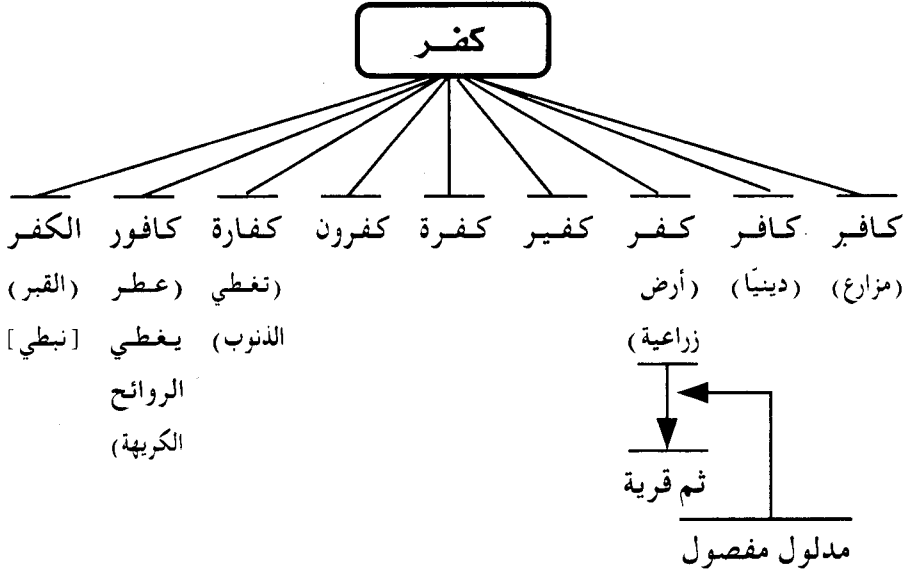 كفر
كافر
(مزارع)
كافر
(دينيًا)
كفر
(أرض
زراعية)
ثم قرية
مدلول مفصول
كفير
كفرة
كفرون
كفارة
(تغطي
الذنوب)
كافور
(عطر
يغطي
الروائح
الكريهة)
الكفر
(القبر)
[نبطي]